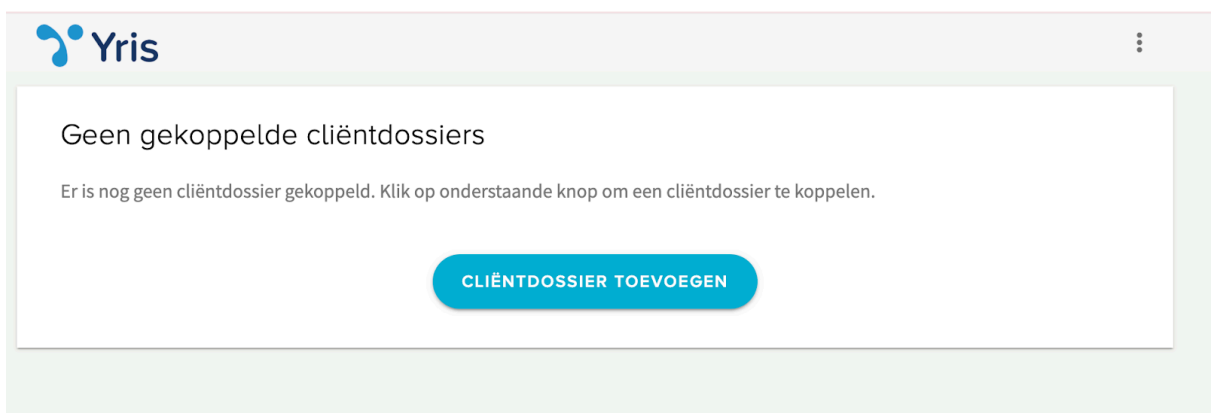 Yris
Geen gekoppelde cliëntdossiers
Er is nog geen cliëntdossier gekoppeld. Klik op onderstaande knop om een cliëntdossier te koppelen.
CLIËNTDOSSIER TOEVOEGEN